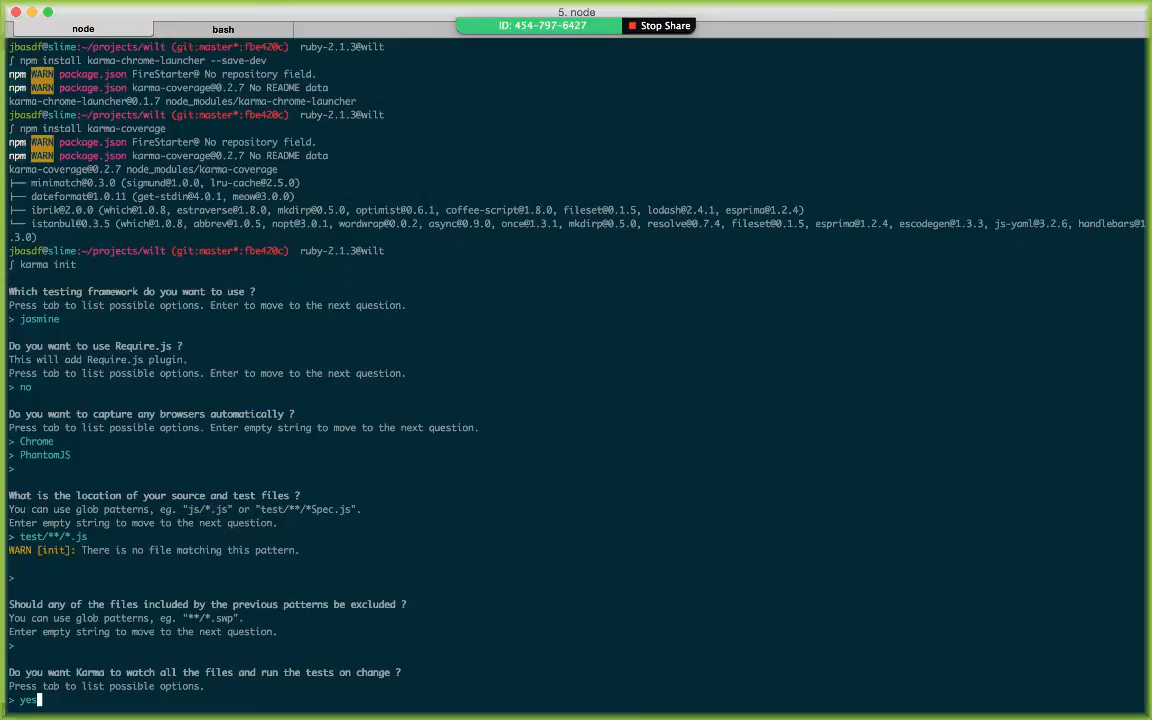 5. node
ID: 454-797-6427 Stop Share
node bash
jbasdf@slime:~/projects/wilt (git:master*:fbe420c) ruby-2.1.3@wilt
∫ npm install karma-chrome-launcher --save-dev
npm WARN package.json FireStarter@ No repository field.
npm WARN package.json karma-coverage@0.2.7 No README data
karma-chrome-launcher@0.1.7 node_modules/karma-chrome-launcher
jbasdf@slime:~/projects/wilt (git:master*:fbe420c) ruby-2.1.3@wilt
∫ npm install karma-coverage
npm WARN package.json FireStarter@ No repository field.
npm WARN package.json karma-coverage@0.2.7 No README data
karma-coverage@0.2.7 node_modules/karma-coverage
├── minimatch@0.3.0 (sigmund@1.0.0, lru-cache@2.5.0)
├── dateformat@1.0.11 (get-stdin@4.0.1, meow@3.0.0)
├── ibrik@2.0.0 (which@1.0.8, estraverse@1.8.0, mkdirp@0.5.0, optimist@0.6.1, coffee-script@1.8.0, fileset@0.1.5, lodash@2.4.1, esprima@1.2.4)
└── istanbul@0.3.5 (which@1.0.8, abbrev@1.0.5, nopt@3.0.1, wordwrap@0.0.2, async@0.9.0, once@1.3.1, mkdirp@0.5.0, resolve@0.7.4, fileset@0.1.5, esprima@1.2.4, escodegen@1.3.3, js-yaml@3.2.6, handlebars@1
.3.0)
jbasdf@slime:~/projects/wilt (git:master*:fbe420c) ruby-2.1.3@wilt
∫ karma init
Which testing framework do you want to use ?
Press tab to list possible options. Enter to move to the next question.
> jasmine
Do you want to use Require.js ?
This will add Require.js plugin.
Press tab to list possible options. Enter to move to the next question.
> no
Do you want to capture any browsers automatically ?
Press tab to list possible options. Enter empty string to move to the next question.
> Chrome
> PhantomJS
>
What is the location of your source and test files ?
You can use glob patterns, eg. "js/*.js" or "test/**/*Spec.js".
Enter empty string to move to the next question.
> test/**/*.js
WARN [init]: There is no file matching this pattern.
>
Should any of the files included by the previous patterns be excluded ?
You can use glob patterns, eg. "**/*.swp".
Enter empty string to move to the next question.
>
Do you want Karma to watch all the files and run the tests on change ?
Press tab to list possible options.
> yes